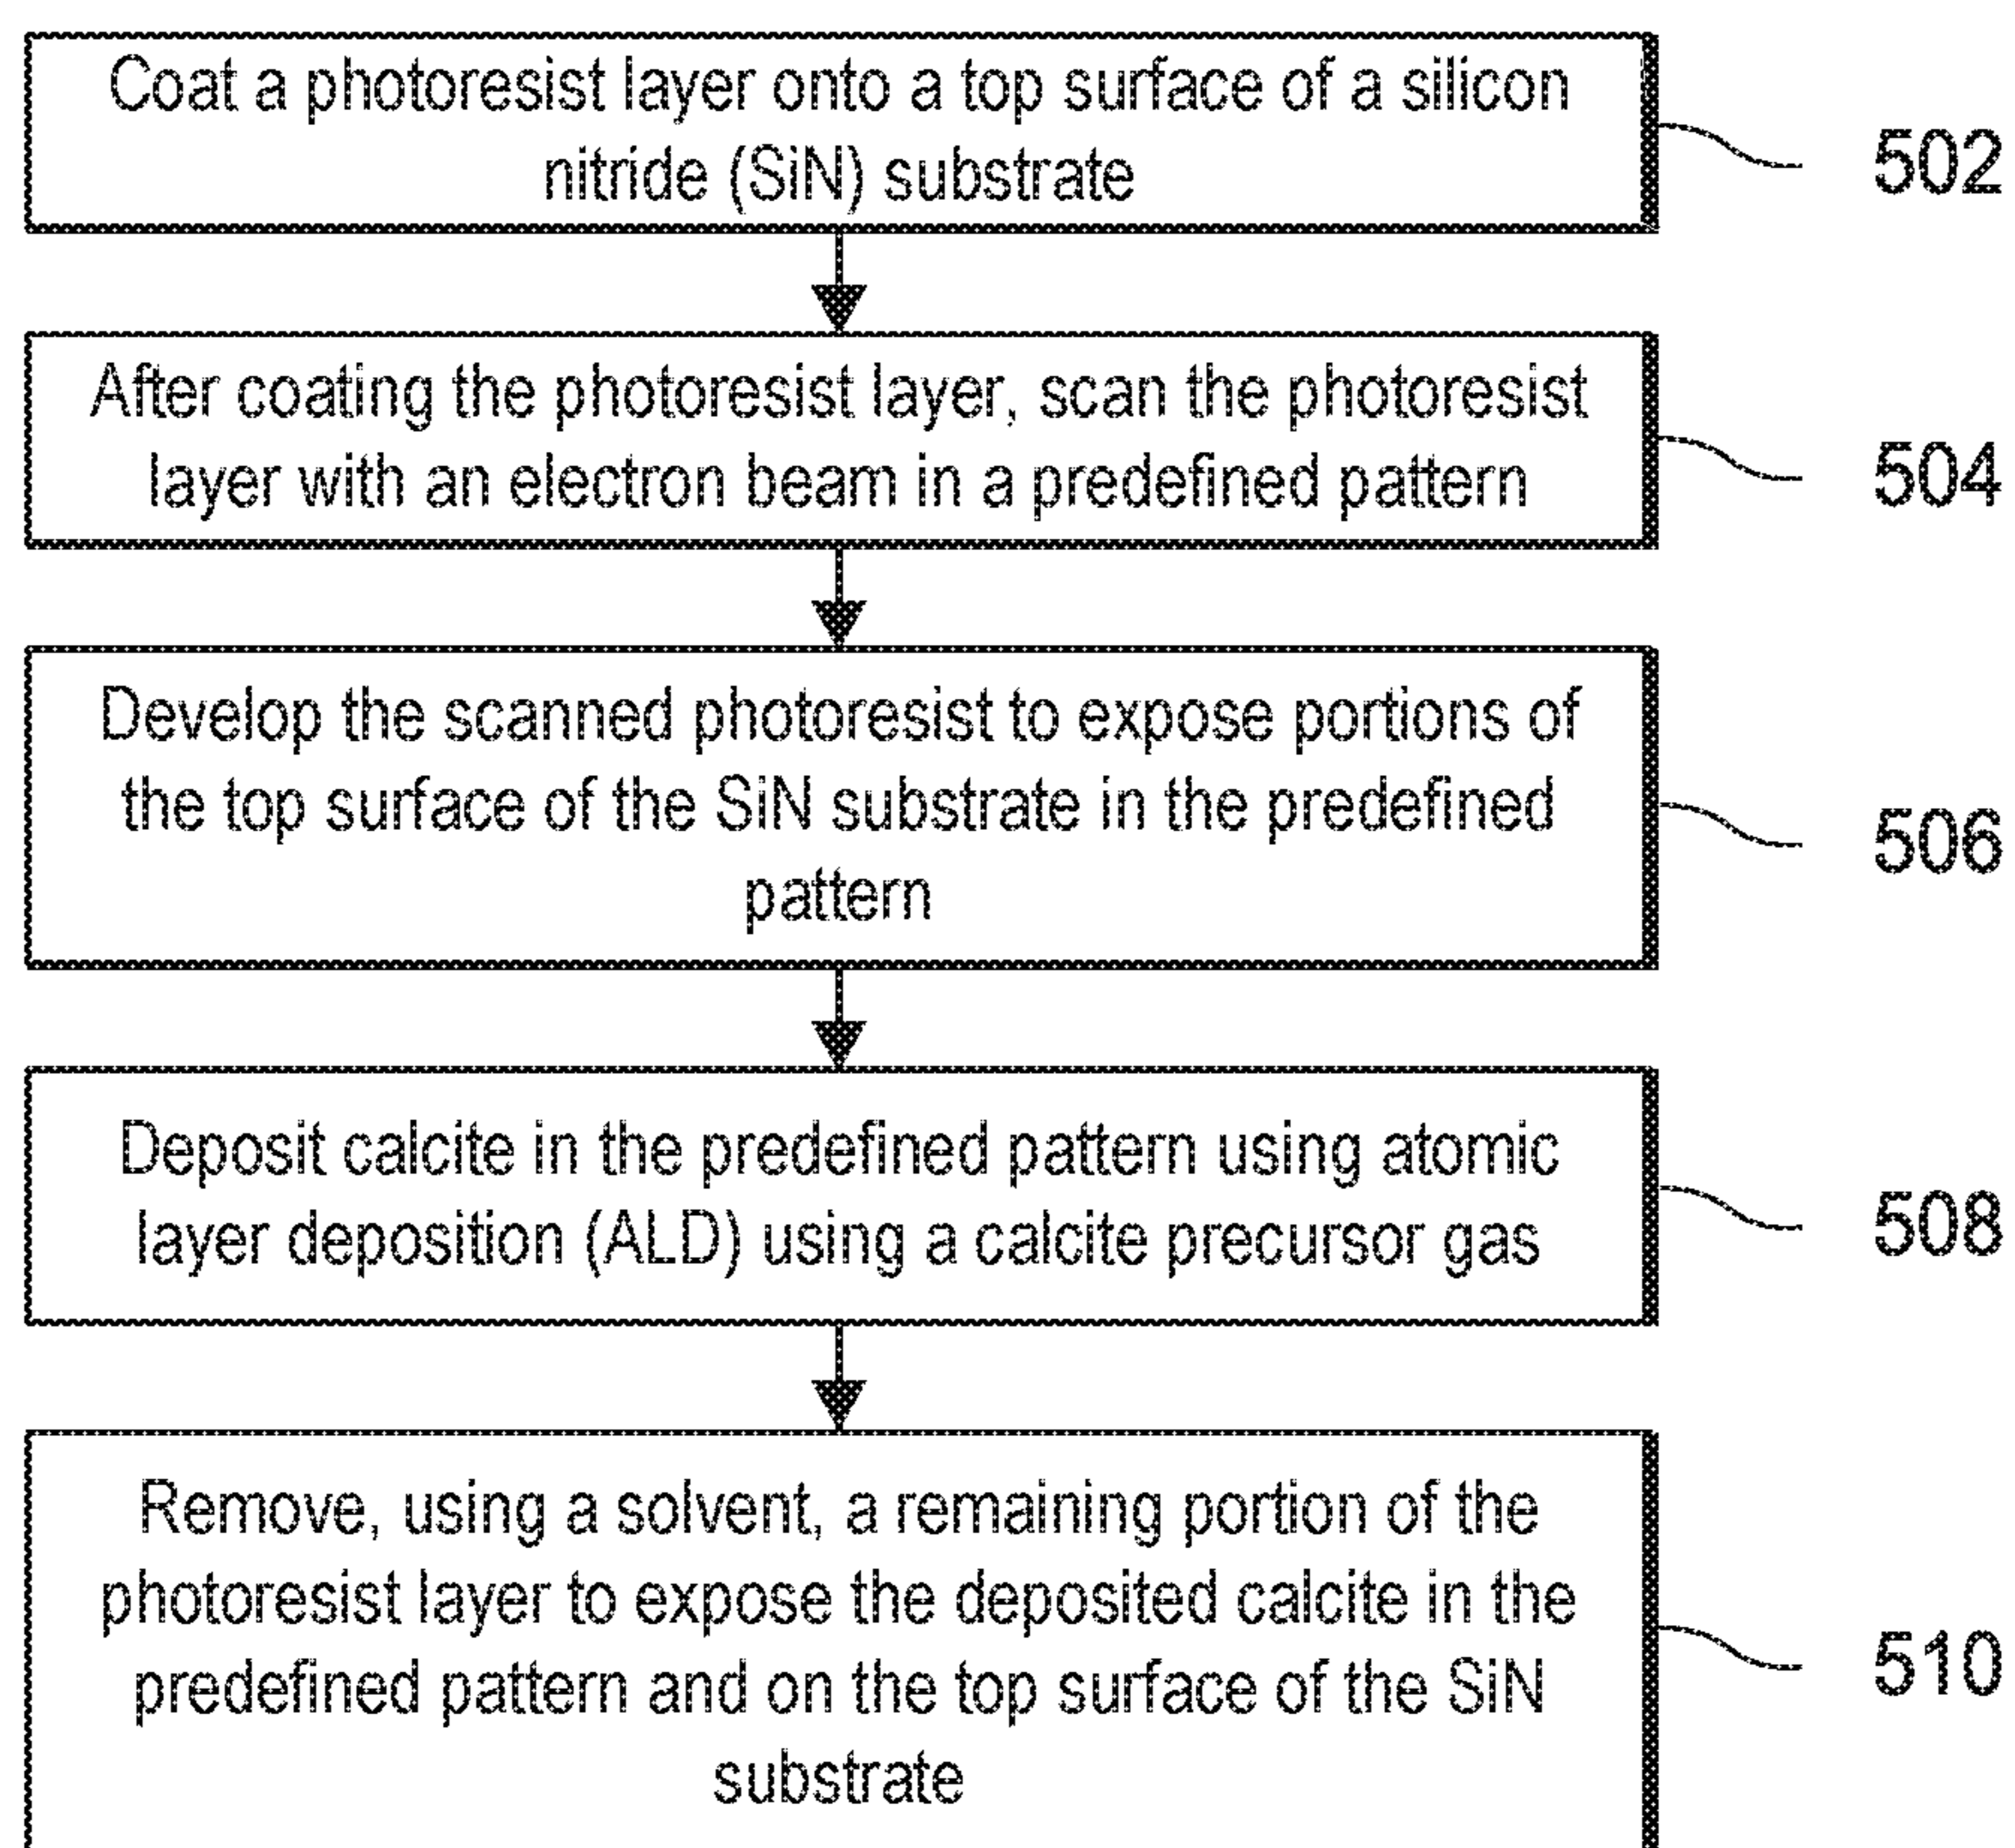 Coat a photoresist layer onto a top surface of a silicon
nitride (SiN) substrate
502
After coating the photoresist layer, scan the photoresist
layer with an electron beam in a predefined pattern
504
Develop the scanned photoresist to expose portions of
the top surface of the SiN substrate in the predefined
pattern
506
Deposit calcite in the predefined pattern using atomic
layer deposition (ALD) using a calcite precursor gas
508
Remove, using a solvent, a remaining portion of the
photoresist layer to expose the deposited calcite in the
predefined pattern and on the top surface of the SiN
substrate
510